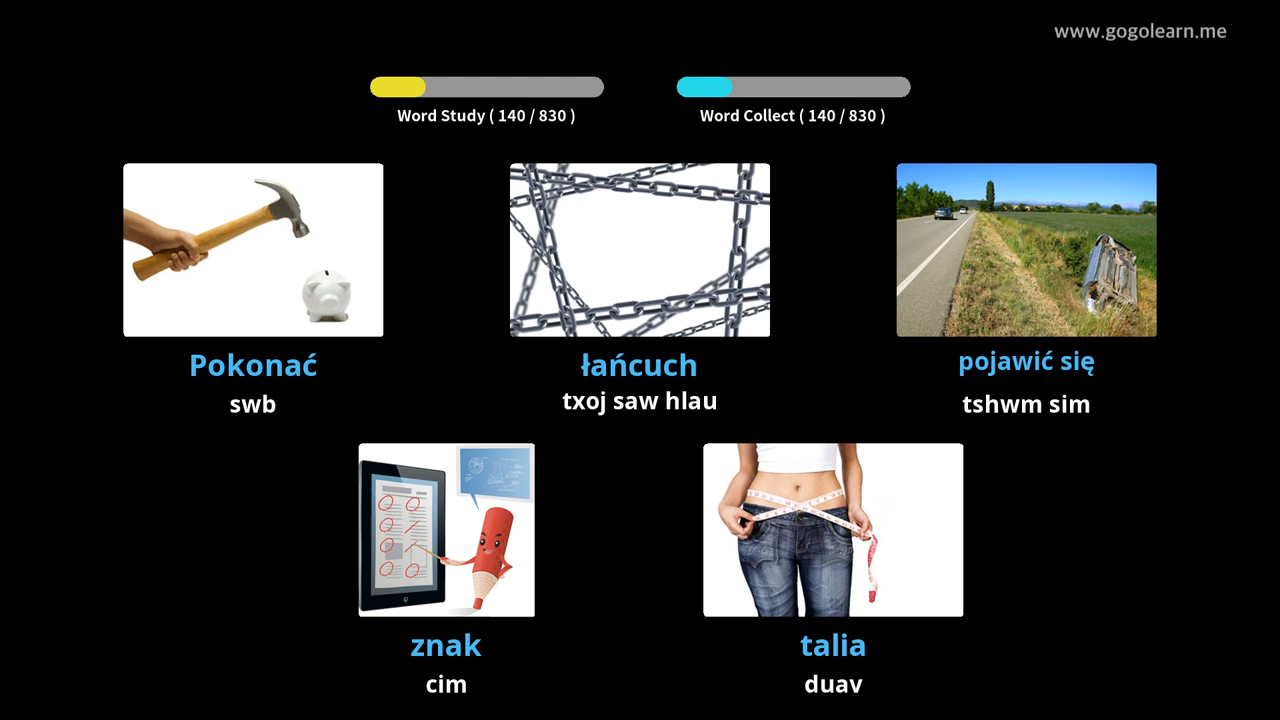 www.gogolearn.me
Word Study ( 140 / 830 )
Word Collect ( 140 / 830 )
Pokonać
swb
łańcuch
txoj saw hlau
pojawić się
tshwm sim
znak
cim
talia
duav